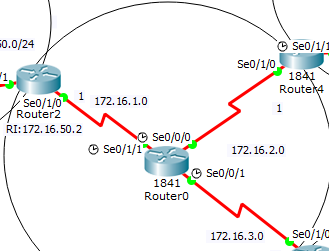 50.0/24
Se0/1/1
Se0/1/0
1841
Router4
/1
Se0/1/0
Router2
RI:172.16.50.2
1
172.16.1.0
1
Se0/1/1
Se0/0/0
172.16.2.0
1841
Router0
Se0/0/1
172.16.3.0
Se0/1/0